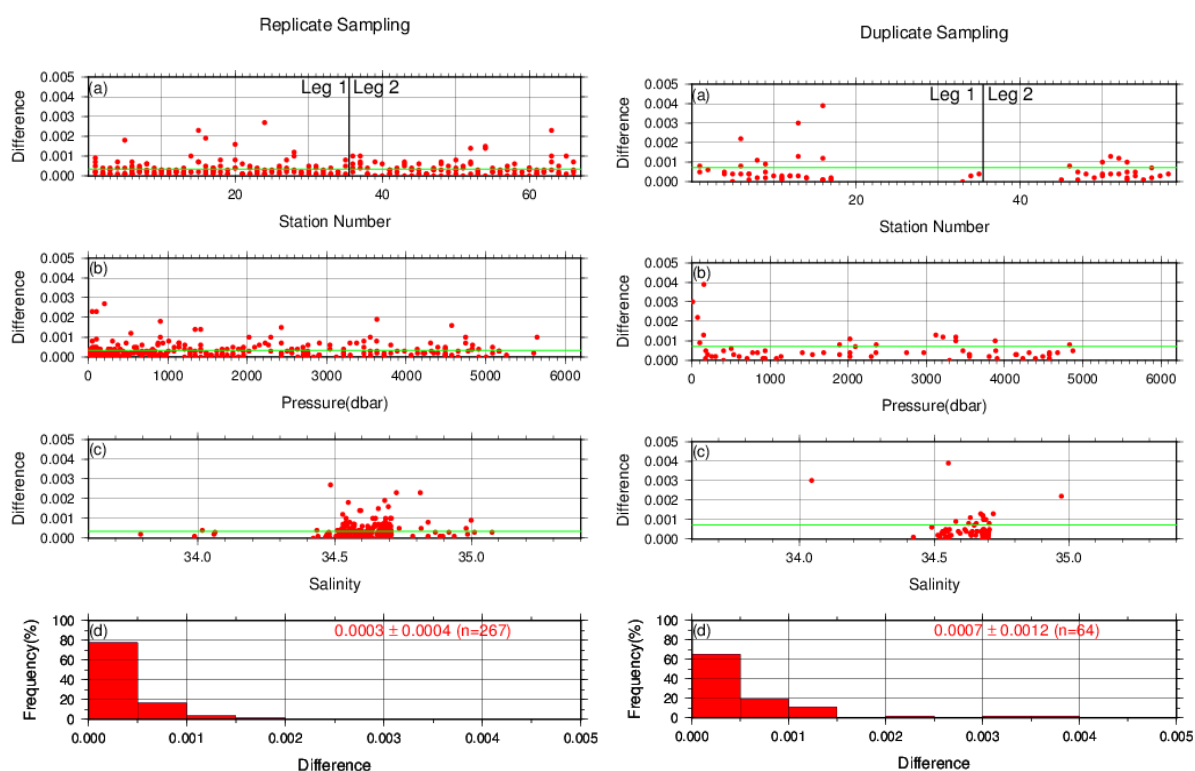 Replicate Sampling
0.005
0.004
0.003
0.002
0.001
0.000
Difference
(a)
Leg 1
Leg 2
20
40
60
Station Number
0.005
0.004
0.003
0.002
0.001
0.000
Difference
(b)
0
1000
2000
3000
4000
5000
6000
Pressure(dbar)
0.005
0.004
0.003
0.002
0.001
0.000
Difference
(c)
34.0
34.5
35.0
Salinity
100
80
60
40
20
0
Frequency(%)
(d)
0.0003 ± 0.0004 (n=267)
0.000
0.001
0.002
0.003
0.004
0.005
Difference
Duplicate Sampling
0.005
0.004
0.003
0.002
0.001
0.000
Difference
(a)
Leg 1
Leg 2
20
40
Station Number
0.005
0.004
0.003
0.002
0.001
0.000
Difference
(b)
0
1000
2000
3000
4000
5000
6000
Pressure(dbar)
0.005
0.004
0.003
0.002
0.001
0.000
Difference
(c)
34.0
34.5
35.0
Salinity
100
80
60
40
20
0
Frequency(%)
(d)
0.0007 ± 0.0012 (n=64)
0.000
0.001
0.002
0.003
0.004
0.005
Difference